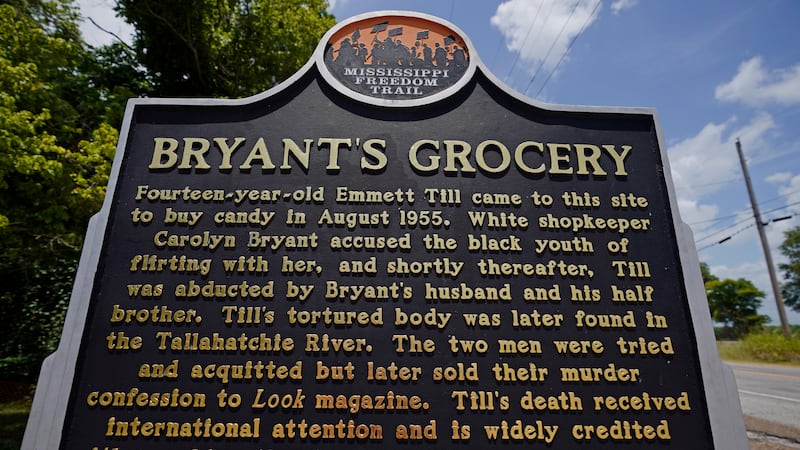 MISSISSIPPI
FREEDOM
TRAIL
BRYANT'S GROCERY
Fourteen-year-old Emmett Till came to this site
to buy candy in August 1955. White shopkeeper
Carolyn Bryant accused the black youth of
flirting with her, and shortly thereafter, Till
was abducted by Bryant's husband and his half
brother. Till's tortured body was later found in
the Tallahatchie River. The two men were tried
and acquitted but later sold their murder
confession to Look magazine. Till's death received
international attention and is widely credited